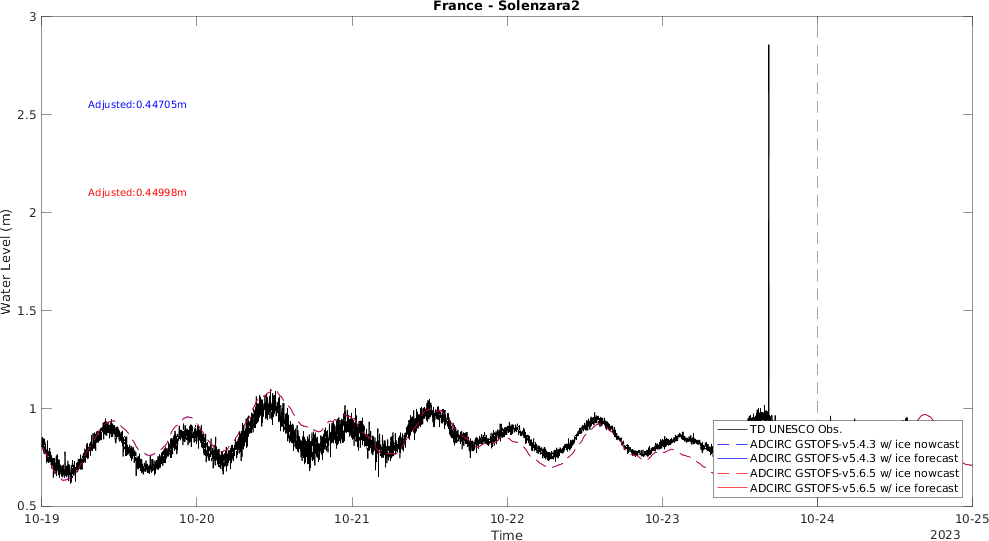 France - Solenzara2
3
2.5
2
1.5
1
0.5
Water Level (m)
Adjusted:0.44705m
Adjusted:0.44998m
TD UNESCO Obs.
ADCIRC GSTOFS-v5.4.3 w/ ice nowcast
ADCIRC GSTOFS-v5.4.3 w/ ice forecast
ADCIRC GSTOFS-v5.6.5 w/ ice nowcast
ADCIRC GSTOFS-v5.6.5 w/ ice forecast
10-19 10-20 10-21 10-22 10-23 10-24 10-25
Time
2023